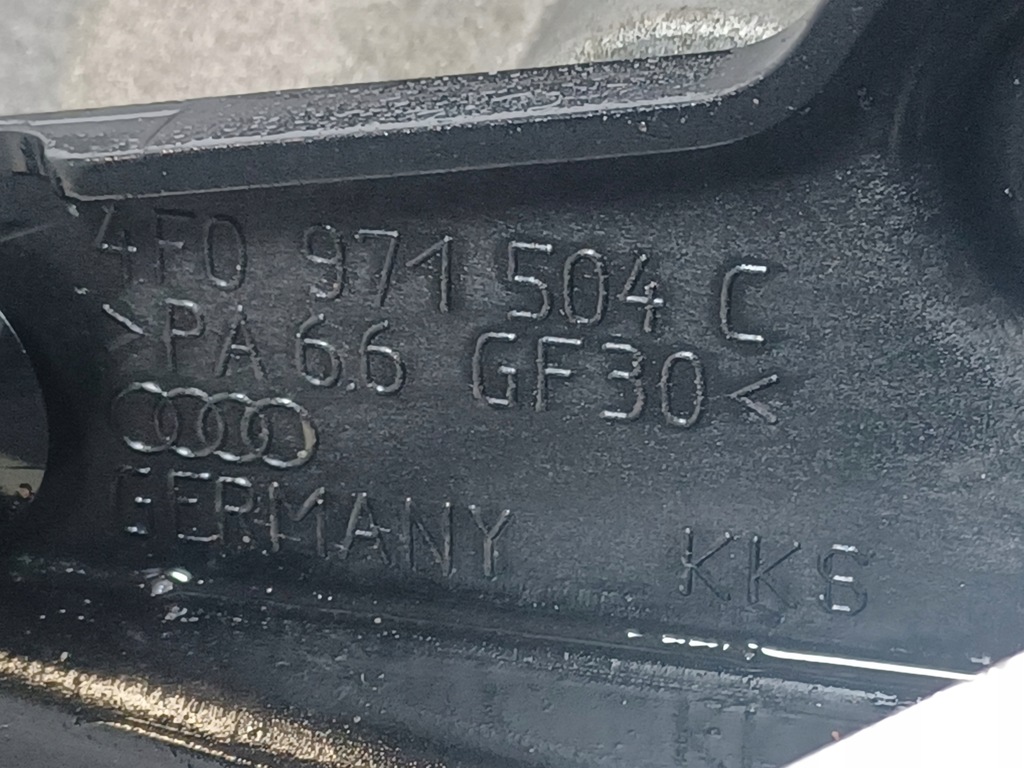 4F0 971 504 C
>PA 6.6 GF30<
GERMANY KKS